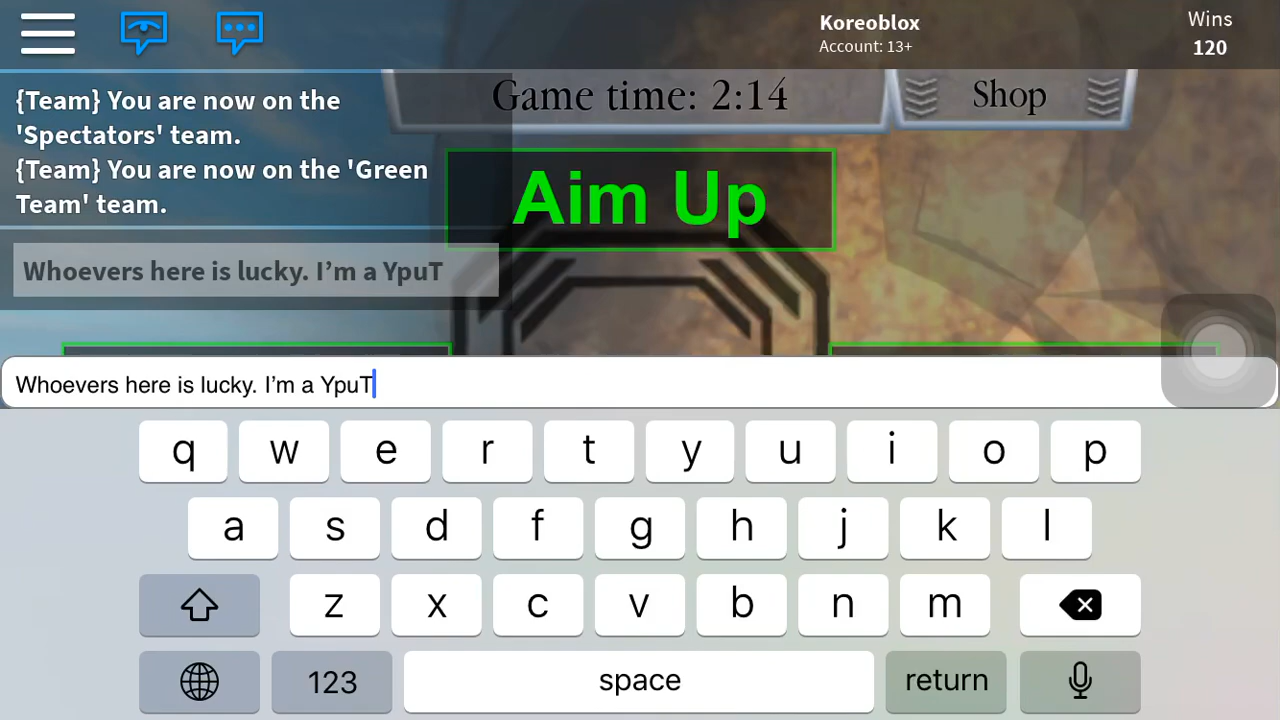 Koreoblox
Account: 13+
Wins
120
{Team} You are now on the
'Spectators' team.
{Team} You are now on the 'Green
Team' team.
Game time: 2:14
Shop
Aim Up
Whoevers here is lucky. I’m a YpuT
Whoevers here is lucky. I’m a YpuT
q w e r t y u i o p
a s d f g h j k l
z x c v b n m
123 space return